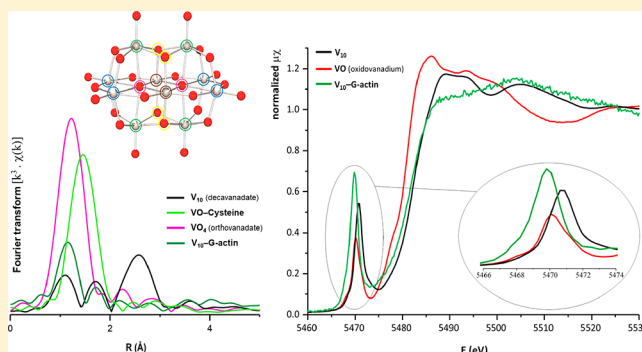 Fourier transform [k³ · χ(k)]
V₁₀ (decavanadate)
VO–Cysteine
VO₄ (orthovanadate)
V₁₀–G-actin
0
2
4
R (Å)
normalized μχ
1.2
1.0
0.8
0.6
0.4
0.2
0.0
V₁₀
VO (oxidovanadium)
V₁₀–G-actin
5466
5468
5470
5472
5474
5460
5470
5480
5490
5500
5510
5520
E (eV)